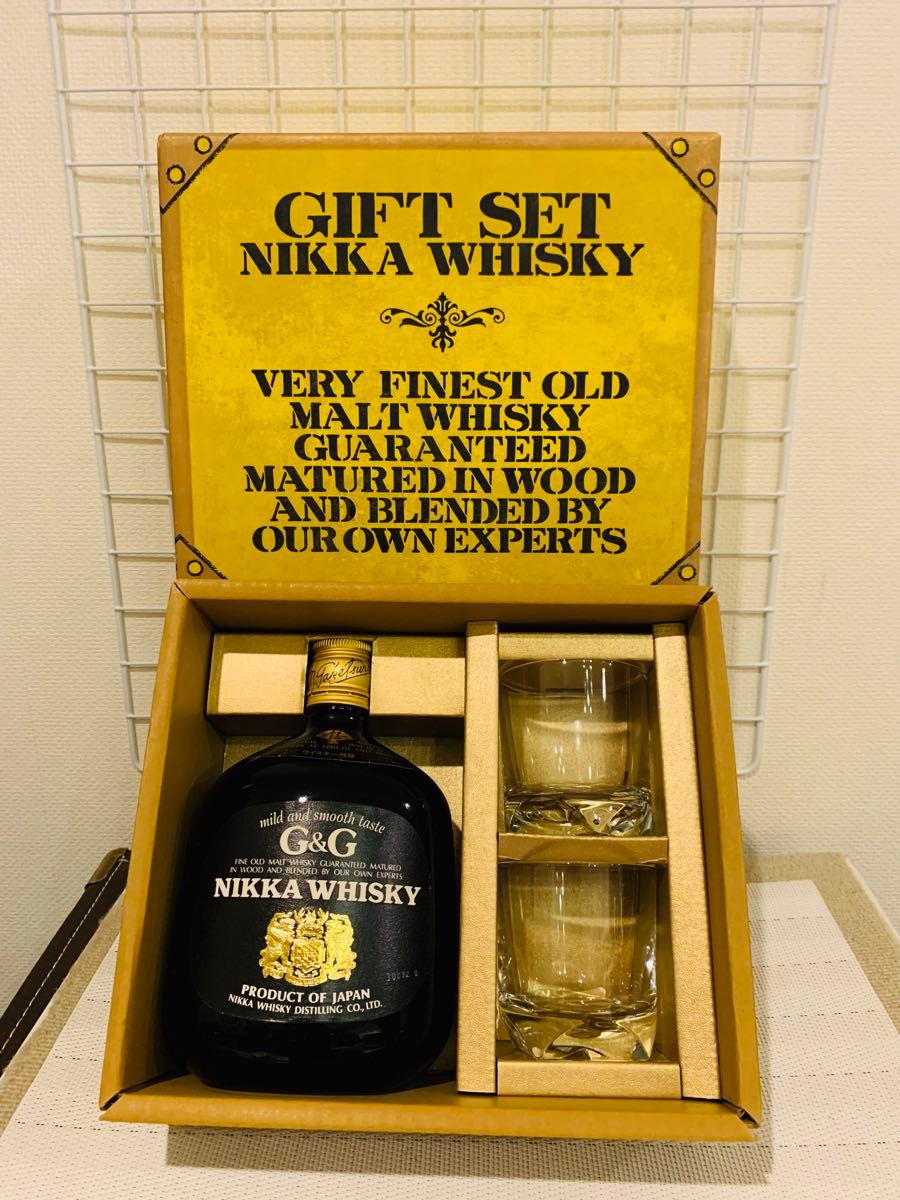 GIFT SET
NIKKA WHISKY
VERY FINEST OLD
MALT WHISKY
GUARANTEED
MATURED IN WOOD
AND BLENDED BY
OUR OWN EXPERTS
mild and smooth taste
G&G
FINE OLD MALT WHISKY GUARANTEED MATURED
IN WOOD AND BLENDED BY OUR OWN EXPERTS
NIKKA WHISKY
PRODUCT OF JAPAN
NIKKA WHISKY DISTILLING CO., LTD.